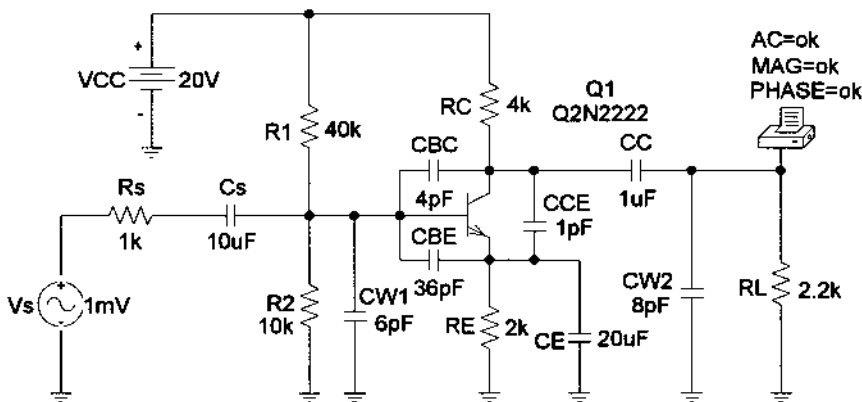 AC=ok
MAG=ok
PHASE=ok
+
VCC
20V
-
R1
40k
RC
4k
Q1
Q2N2222
CBC
4pF
CC
1uF
Rs
1k
Cs
10uF
CCE
1pF
CBE
36pF
+
Vs
1mV
-
R2
10k
CW1
6pF
RE
2k
CE
20uF
CW2
8pF
RL
2.2k